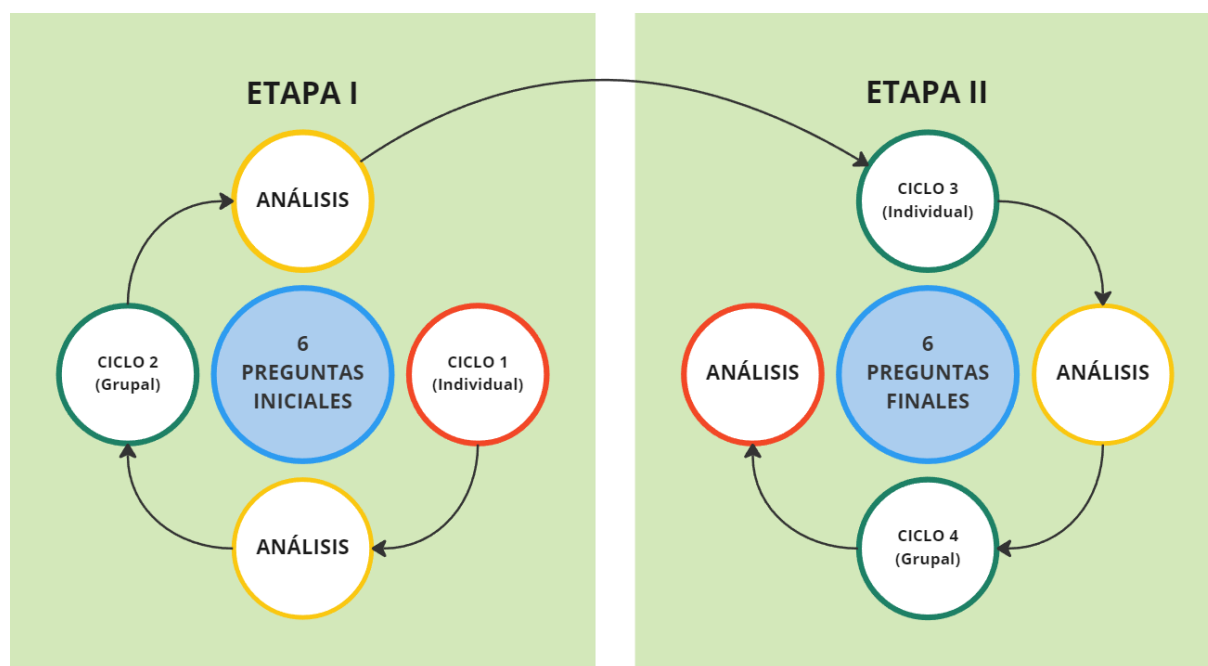 ETAPA I
ANÁLISIS
CICLO 2
(Grupal)
6
PREGUNTAS
INICIALES
CICLO 1
(Individual)
ANÁLISIS
ETAPA II
CICLO 3
(Individual)
ANÁLISIS
6
PREGUNTAS
FINALES
ANÁLISIS
CICLO 4
(Grupal)